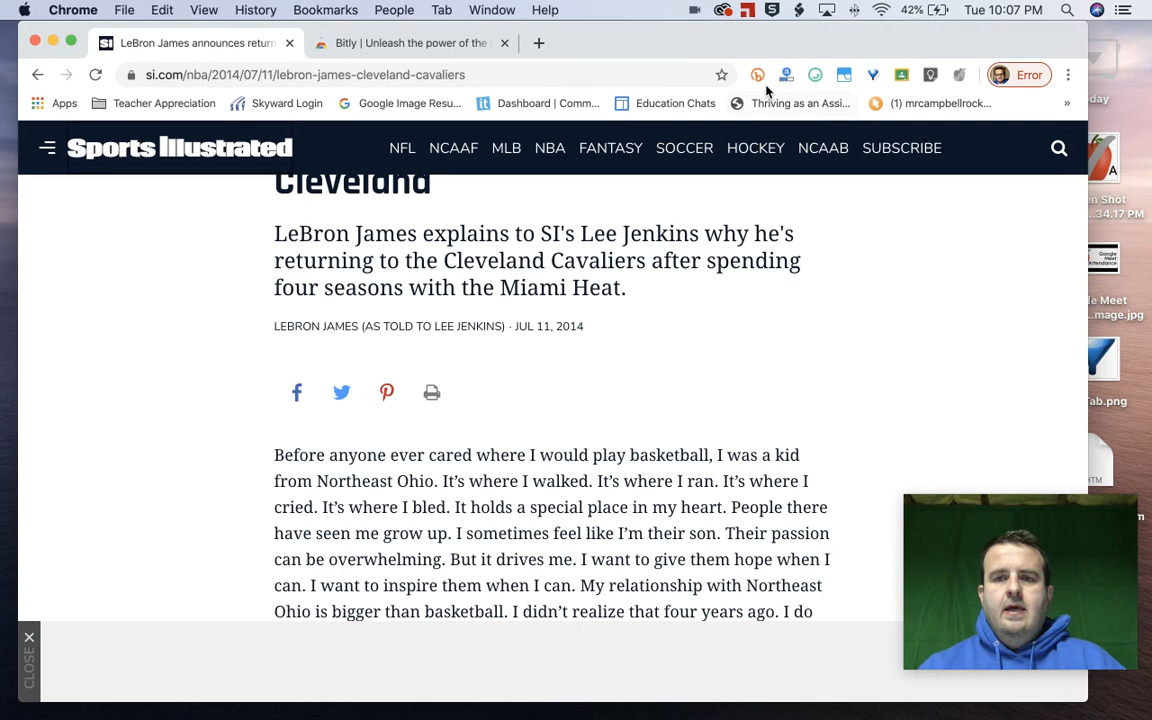 Chrome File Edit View History Bookmarks People Tab Window Help 42% Tue 10:07 PM
SI LeBron James announces return Bitly | Unleash the power of the
si.com/nba/2014/07/11/lebron-james-cleveland-cavaliers Error
Apps Teacher Appreciation Skyward Login Google Image Resu... Dashboard | Comm... Education Chats Thriving as an Assi... (1) mrcampbellrock... »
Sports Illustrated NFL NCAAF MLB NBA FANTASY SOCCER HOCKEY NCAAB SUBSCRIBE
Cleveland
LeBron James explains to SI's Lee Jenkins why he's
returning to the Cleveland Cavaliers after spending
four seasons with the Miami Heat.
LEBRON JAMES (AS TOLD TO LEE JENKINS) · JUL 11, 2014
Before anyone ever cared where I would play basketball, I was a kid
from Northeast Ohio. It's where I walked. It's where I ran. It's where I
cried. It's where I bled. It holds a special place in my heart. People there
have seen me grow up. I sometimes feel like I'm their son. Their passion
can be overwhelming. But it drives me. I want to give them hope when I
can. I want to inspire them when I can. My relationship with Northeast
Ohio is bigger than basketball. I didn't realize that four years ago. I do
CLOSE ×
day
A
en Shot
...34.17 PM
Google
Meet
Attendance
le Meet
...mage.jpg
Tab.png
HTM
m